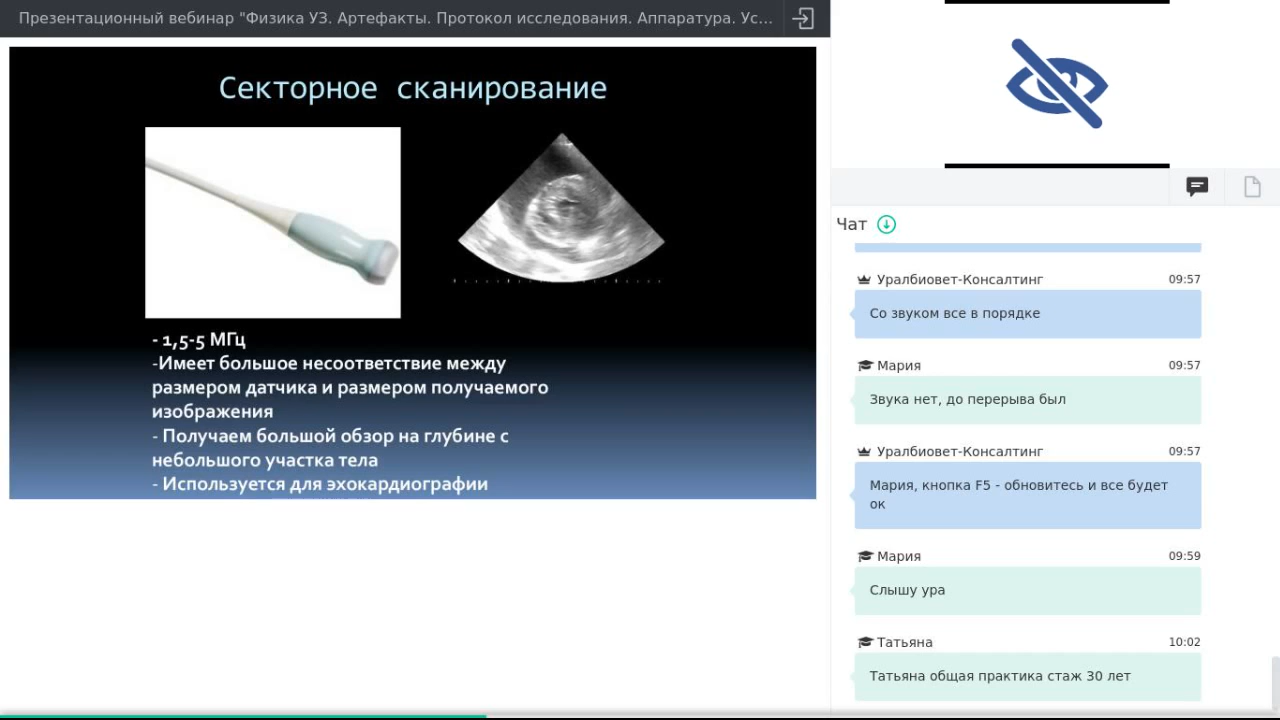 Презентационный вебинар "Физика УЗ. Артефакты. Протокол исследования. Аппаратура. Ус...
Секторное сканирование
- 1,5-5 МГц
-Имеет большое несоответствие между
размером датчика и размером получаемого
изображения
- Получаем большой обзор на глубине с
небольшого участка тела
- Используется для эхокардиографии
Чат
Уралбиовет-Консалтинг 09:57
Со звуком все в порядке
Мария 09:57
Звука нет, до перерыва был
Уралбиовет-Консалтинг 09:57
Мария, кнопка F5 - обновитесь и все будет
ок
Мария 09:59
Слышу ура
Татьяна 10:02
Татьяна общая практика стаж 30 лет